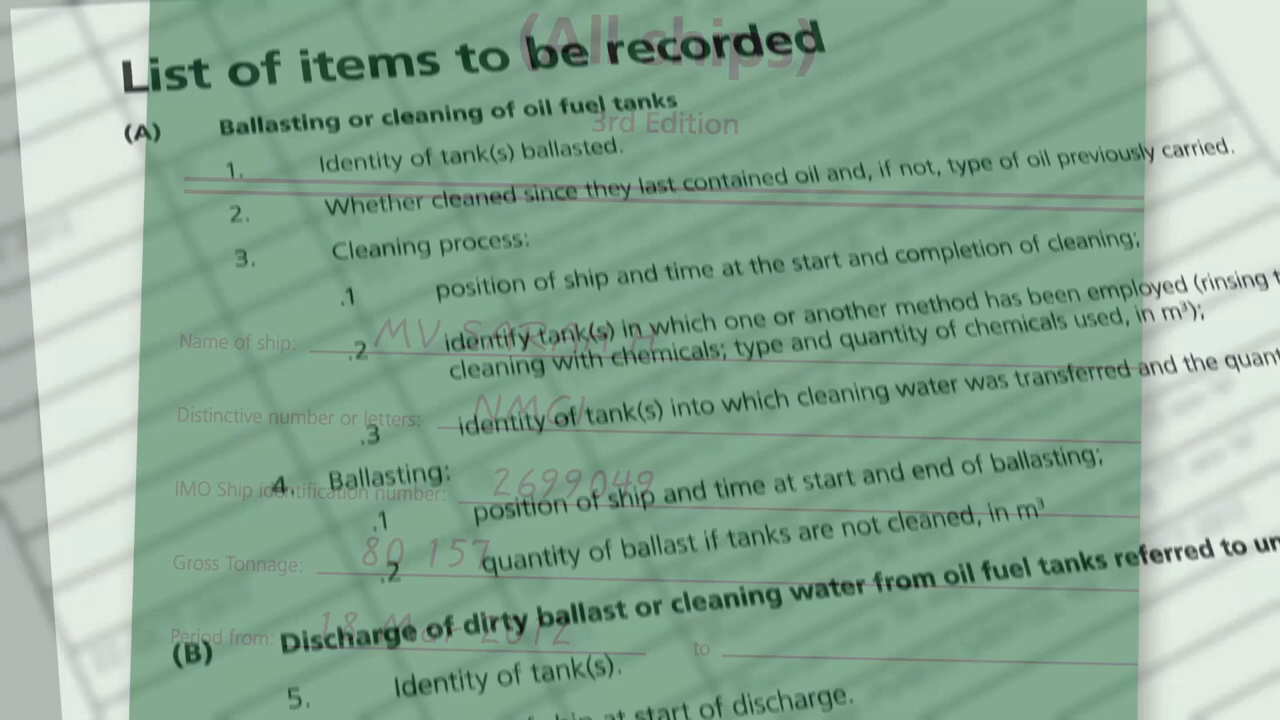 (All ships)
List of items to be recorded
3rd Edition
(A) Ballasting or cleaning of oil fuel tanks
1. Identity of tank(s) ballasted.
2. Whether cleaned since they last contained oil and, if not, type of oil previously carried.
3. Cleaning process:
.1 position of ship and time at the start and completion of cleaning;
.2 identify tank(s) in which one or another method has been employed (rinsing
cleaning with chemicals; type and quantity of chemicals used, in m³);
.3 identity of tank(s) into which cleaning water was transferred and the
4. Ballasting:
.1 position of ship and time at start and end of ballasting;
.2 quantity of ballast if tanks are not cleaned, in m³
(B) Discharge of dirty ballast or cleaning water from oil fuel tanks referred to
5. Identity of tank(s).
at start of discharge.
Name of ship: MV
Distinctive number or letters:
IMO Ship identification number: 2699049
Gross Tonnage: 80 157
Period from: 18 2012 to